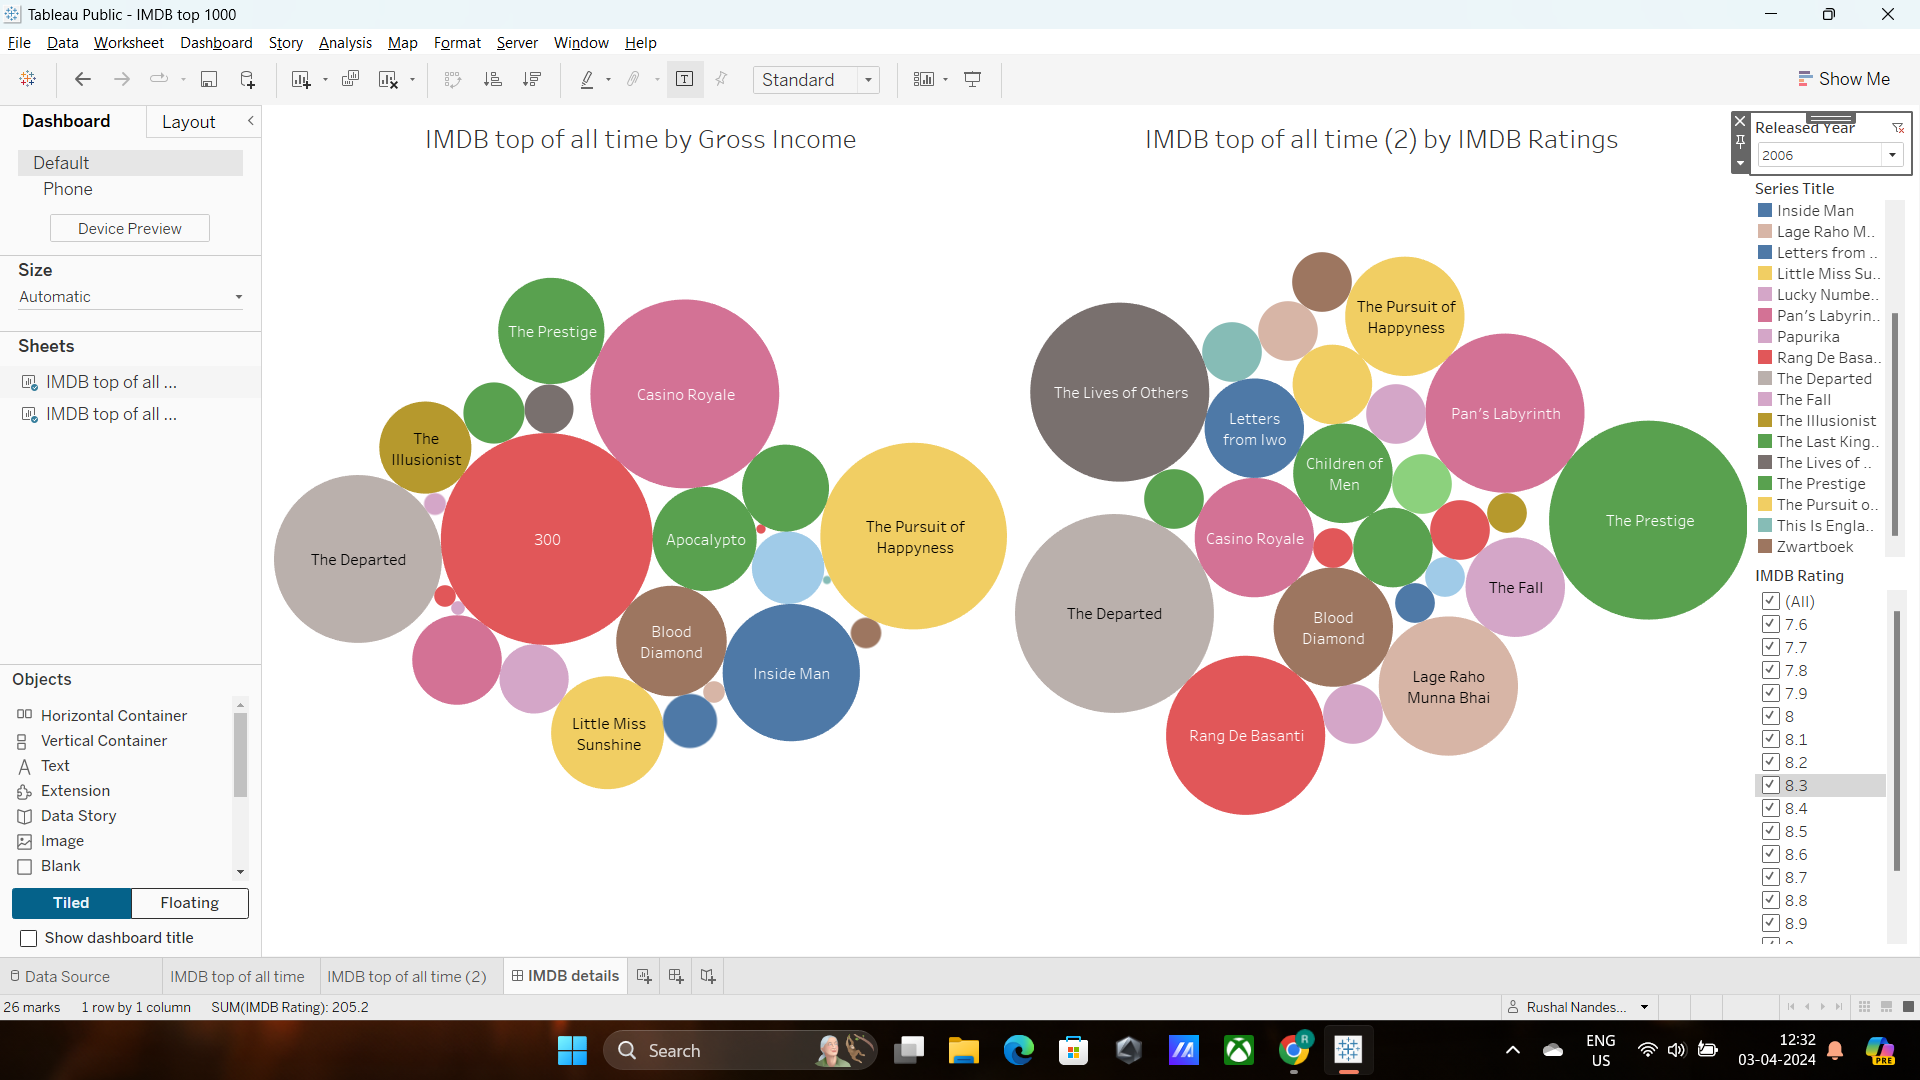 Tableau Public - IMDB top 1000
File Data Worksheet Dashboard Story Analysis Map Format Server Window Help
Standard
Show Me
Dashboard
Layout
Default
Phone
Device Preview
Size
Automatic
Sheets
IMDB top of all ...
IMDB top of all ...
Objects
Horizontal Container
Vertical Container
Text
Extension
Data Story
Image
Blank
Tiled
Floating
Show dashboard title
IMDB top of all time by Gross Income
The Prestige
Casino Royale
The
Illusionist
The Departed
300
Apocalypto
The Pursuit of
Happyness
Blood
Diamond
Inside Man
Little Miss
Sunshine
IMDB top of all time (2) by IMDB Ratings
The Pursuit of
Happyness
The Lives of Others
Letters
from Iwo
Pan's Labyrinth
Children of
Men
The Prestige
Casino Royale
The Fall
The Departed
Blood
Diamond
Lage Raho
Munna Bhai
Rang De Basanti
Released Year
2006
Series Title
Inside Man
Lage Raho M..
Letters from ..
Little Miss Su..
Lucky Numbe..
Pan's Labyrin..
Papurika
Rang De Basa..
The Departed
The Fall
The Illusionist
The Last King..
The Lives of ..
The Prestige
The Pursuit o..
This Is Engla..
Zwartboek
IMDB Rating
(All)
7.6
7.7
7.8
7.9
8
8.1
8.2
8.3
8.4
8.5
8.6
8.7
8.8
8.9
Data Source
IMDB top of all time
IMDB top of all time (2)
IMDB details
26 marks 1 row by 1 column SUM(IMDB Rating): 205.2
Rushal Nandes...
Search
R
ENG
US
12:32
03-04-2024
PRE